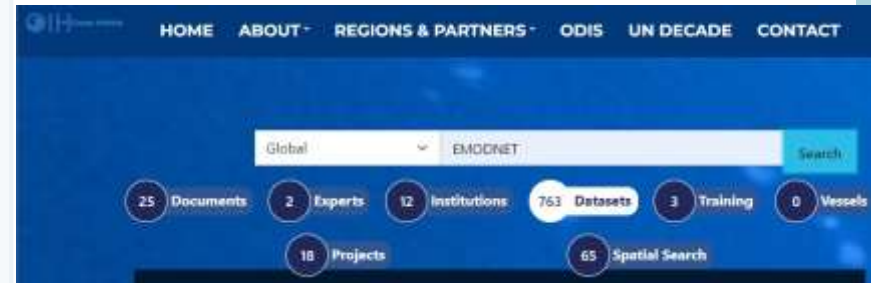 OIH
HOME ABOUT REGIONS & PARTNERS ODIS UN DECADE CONTACT
Global EMODNET Search
25 Documents 2 Experts 12 Institutions 763 Datasets 3 Training 0 Vessels
18 Projects 65 Spatial Search